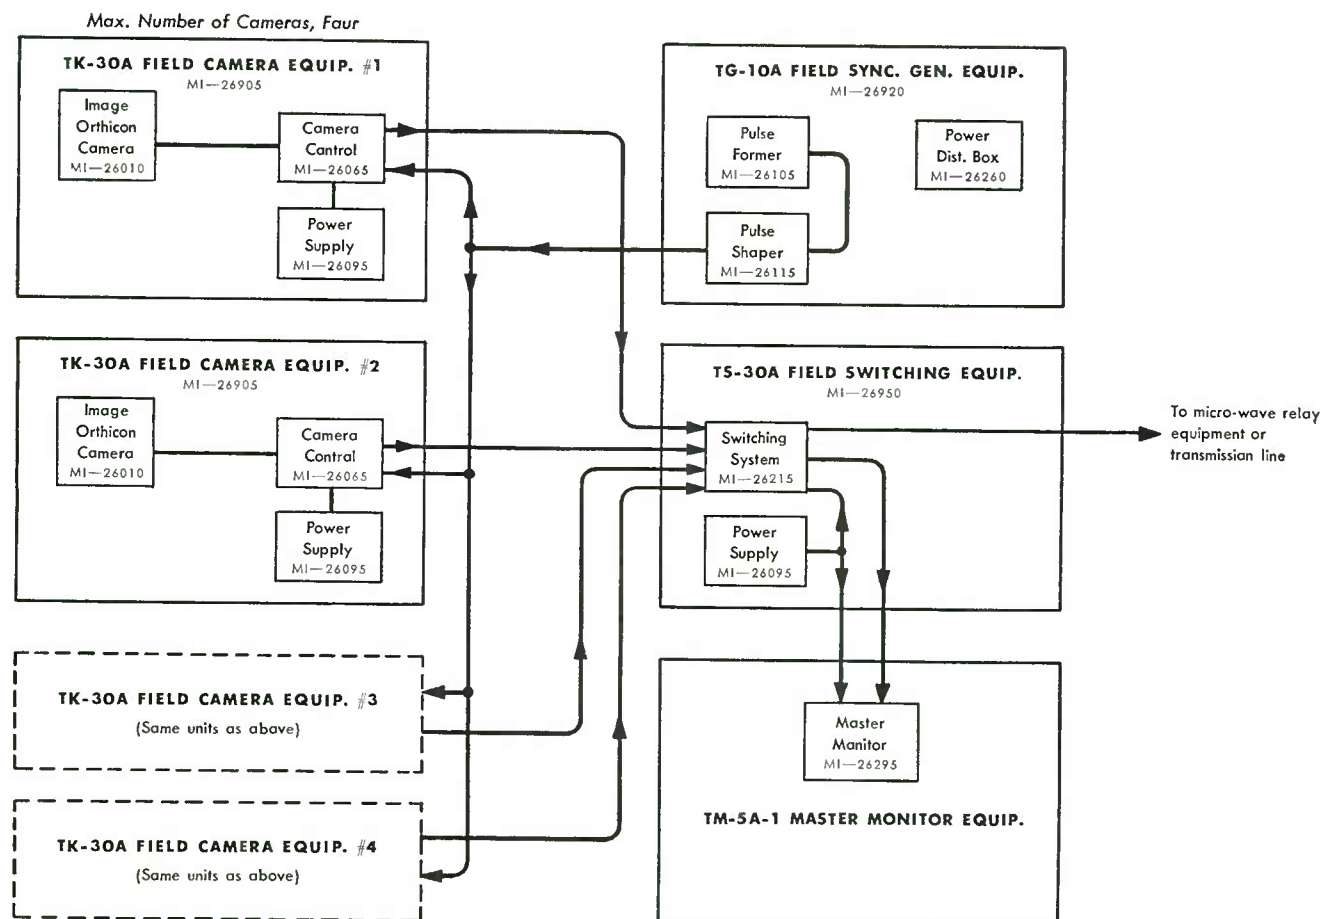 Max. Number of Cameras, Faur
TK-30A FIELD CAMERA EQUIP. #1
MI—26905
Image
Orthicon
Camera
MI—26010
Camera
Cantrol
MI—26065
Power
Supply
MI—26095
TG-10A FIELD SYNC. GEN. EQUIP.
MI—26920
Pulse
Former
MI—26105
Power
Dist. Box
MI—26260
Pulse
Shaper
MI—26115
TK-30A FIELD CAMERA EQUIP. #2
MI—26905
Image
Orthicon
Camera
MI—26010
Camera
Contral
MI—26065
Power
Supply
MI—26095
TS-30A FIELD SWITCHING EQUIP.
MI—26950
Switching
System
MI—26215
Power
Supply
MI—26095
To micro-wave relay
equipment or
transmissian line
TK-30A FIELD CAMERA EQUIP. #3
(Same units as above)
TK-30A FIELD CAMERA EQUIP. #4
(Same units as above)
Master
Manitor
MI—26295
TM-5A-1 MASTER MONITOR EQUIP.